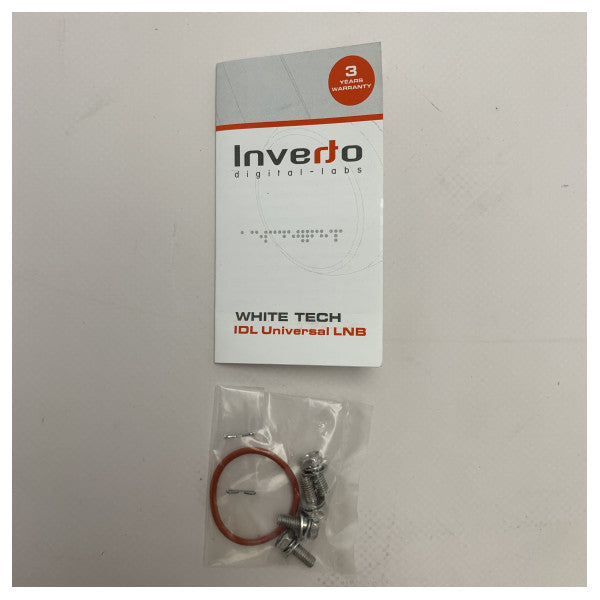 3
YEARS
WARRANTY
Inverto
digital-labs
WHITE TECH
IDL Universal LNB